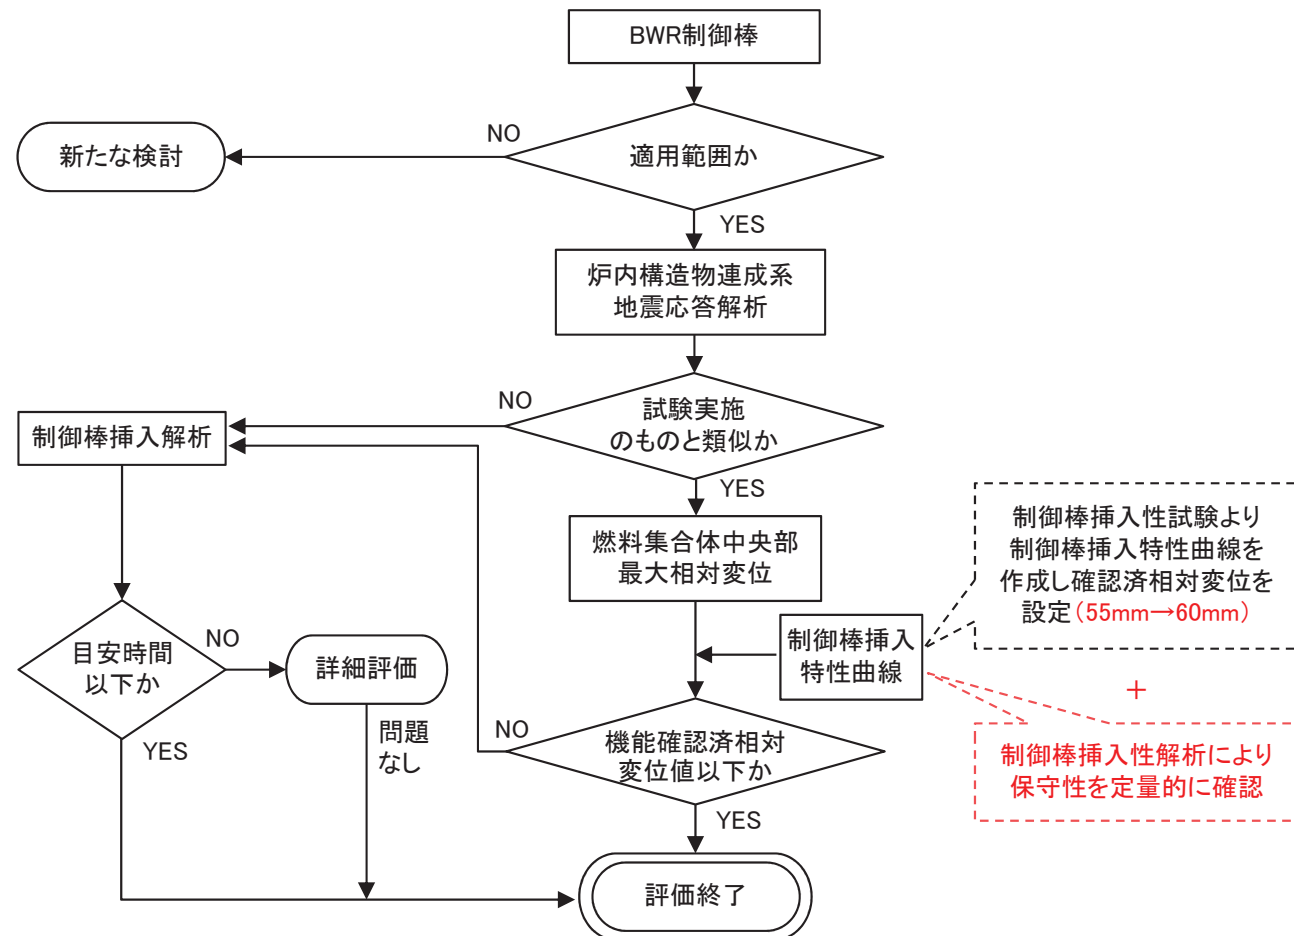 BWR制御棒
NO
適用範囲か
新たな検討
YES
炉内構造物連成系
地震応答解析
NO
試験実施
のものと類似か
制御棒挿入解析
YES
燃料集合体中央部
最大相対変位
制御棒挿入性試験より
制御棒挿入特性曲線を
作成し確認済相対変位を
設定(55mm→60mm)
制御棒挿入
特性曲線
+
制御棒挿入性解析により
保守性を定量的に確認
目安時間
以下か
NO
詳細評価
YES
問題
なし
NO
機能確認済相対
変位値以下か
YES
評価終了